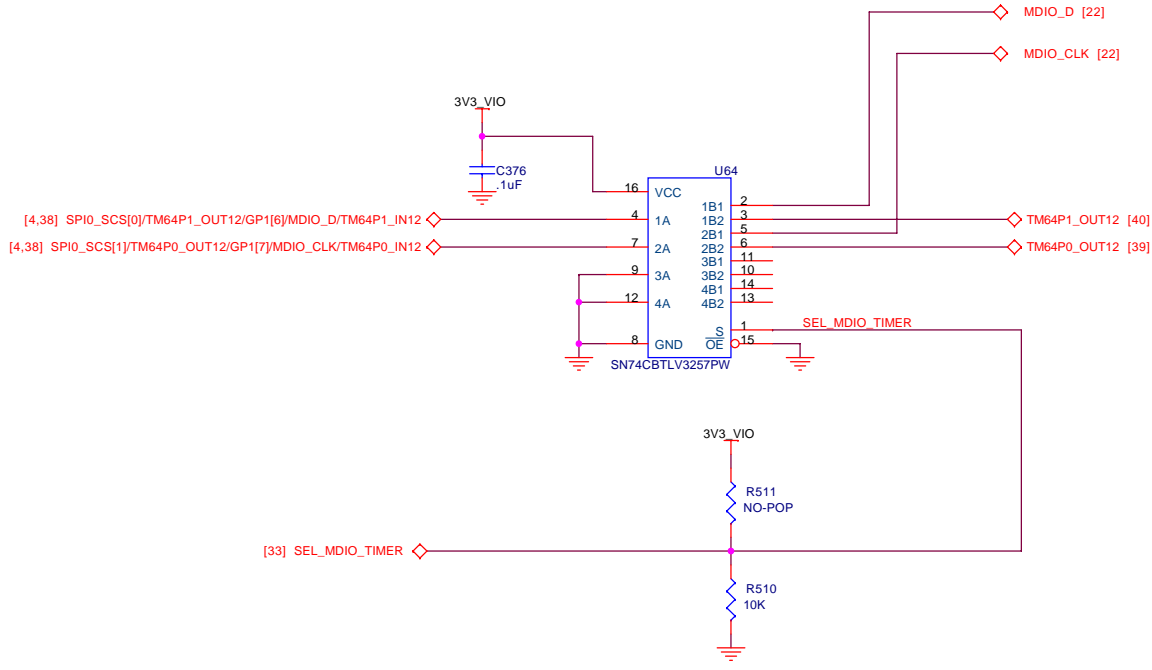 MDIO_D [22]
MDIO_CLK [22]
3V3_VIO
C376
.1uF
U64
16 VCC
1B1 2
[4,38] SPI0_SCS[0]/TM64P1_OUT12/GP1[6]/MDIO_D/TM64P1_IN12 4 1A 1B2 3 TM64P1_OUT12 [40]
2B1 5
[4,38] SPI0_SCS[1]/TM64P0_OUT12/GP1[7]/MDIO_CLK/TM64P0_IN12 7 2A 2B2 6 TM64P0_OUT12 [39]
3B1 11
9 3A 3B2 10
4B1 14
12 4A 4B2 13
S 1 SEL_MDIO_TIMER
8 GND OE 15
SN74CBTLV3257PW
3V3_VIO
R511
NO-POP
[33] SEL_MDIO_TIMER
R510
10K